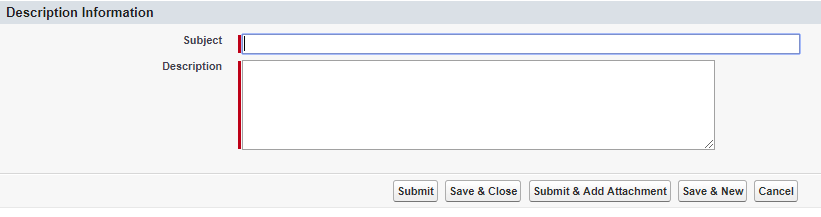 Description Information
Subject
Description
Submit Save & Close Submit & Add Attachment Save & New Cancel